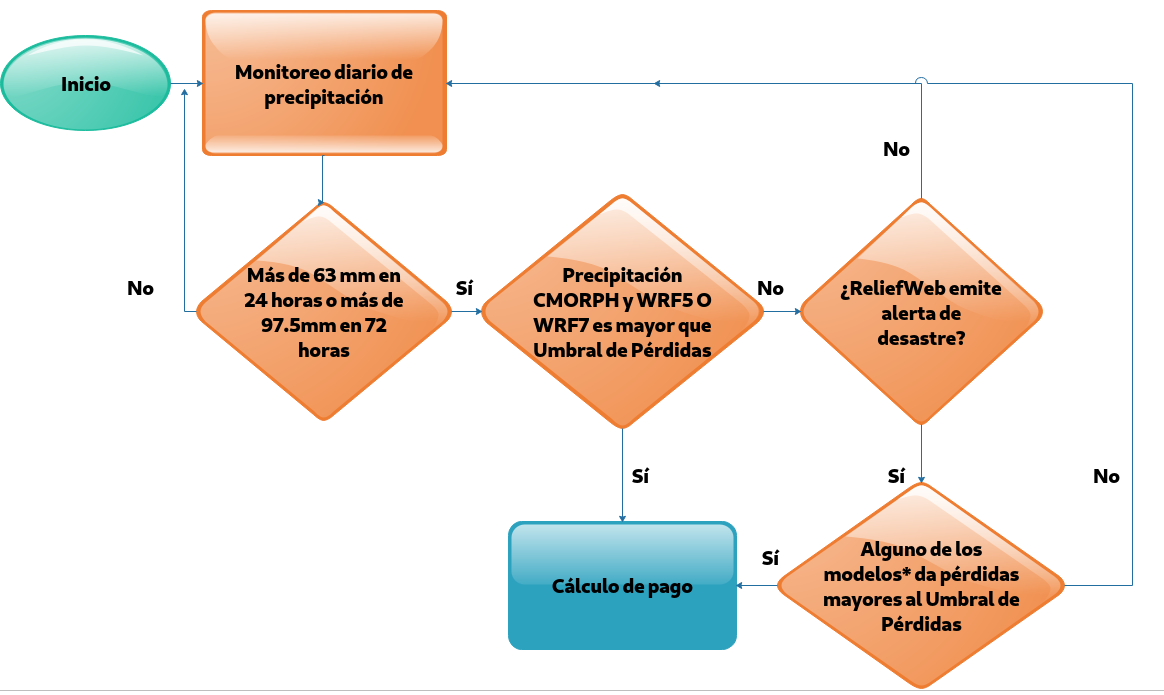 Inicio
Monitoreo diario de
precipitación
No
No
Más de 63 mm en
24 horas o más de
97.5mm en 72
horas
Sí
Precipitación
CMORPH y WRF5 O
WRF7 es mayor que
Umbral de Pérdidas
No
¿ReliefWeb emite
alerta de
desastre?
Sí
Sí
No
Cálculo de pago
Sí
Alguno de los
modelos* da pérdidas
mayores al Umbral de
Pérdidas